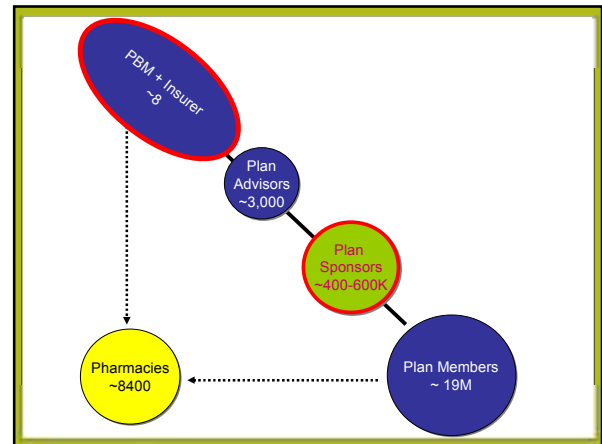 PBM + Insurer
~8
Plan
Advisors
~3,000
Plan
Sponsors
~400-600K
Pharmacies
~8400
Plan Members
~ 19M